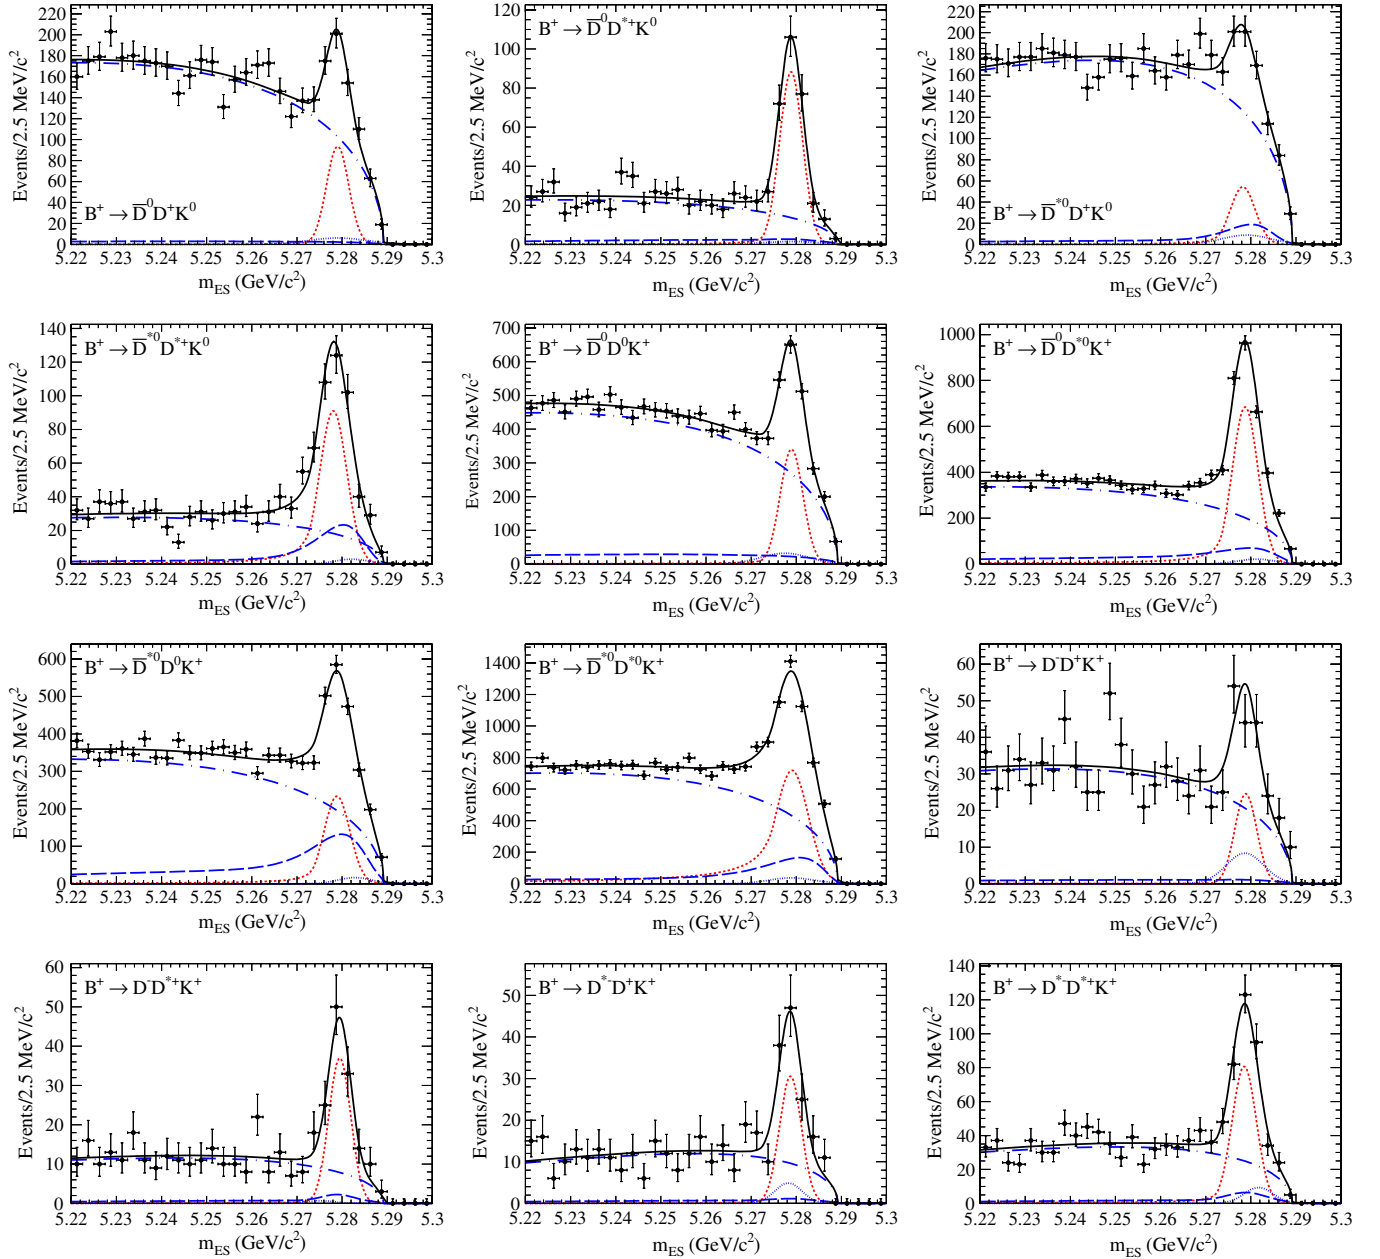 Events/2.5 MeV/c²
220
200
180
160
140
120
100
80
60
40
20
0
B⁺ → D̅⁰D⁺K⁰
5.22 5.23 5.24 5.25 5.26 5.27 5.28 5.29 5.3
m_ES (GeV/c²)
Events/2.5 MeV/c²
120
100
80
60
40
20
0
B⁺ → D̅⁰D*⁺K⁰
5.22 5.23 5.24 5.25 5.26 5.27 5.28 5.29 5.3
m_ES (GeV/c²)
Events/2.5 MeV/c²
220
200
180
160
140
120
100
80
60
40
20
0
B⁺ → D̅*⁰D⁺K⁰
5.22 5.23 5.24 5.25 5.26 5.27 5.28 5.29 5.3
m_ES (GeV/c²)
Events/2.5 MeV/c²
140
120
100
80
60
40
20
0
B⁺ → D̅*⁰D*⁺K⁰
5.22 5.23 5.24 5.25 5.26 5.27 5.28 5.29 5.3
m_ES (GeV/c²)
Events/2.5 MeV/c²
700
600
500
400
300
200
100
0
B⁺ → D̅⁰D⁰K⁺
5.22 5.23 5.24 5.25 5.26 5.27 5.28 5.29 5.3
m_ES (GeV/c²)
Events/2.5 MeV/c²
1000
800
600
400
200
0
B⁺ → D̅⁰D*⁰K⁺
5.22 5.23 5.24 5.25 5.26 5.27 5.28 5.29 5.3
m_ES (GeV/c²)
Events/2.5 MeV/c²
600
500
400
300
200
100
0
B⁺ → D̅*⁰D⁰K⁺
5.22 5.23 5.24 5.25 5.26 5.27 5.28 5.29 5.3
m_ES (GeV/c²)
Events/2.5 MeV/c²
1400
1200
1000
800
600
400
200
0
B⁺ → D̅*⁰D*⁰K⁺
5.22 5.23 5.24 5.25 5.26 5.27 5.28 5.29 5.3
m_ES (GeV/c²)
Events/2.5 MeV/c²
60
50
40
30
20
10
0
B⁺ → D⁻D⁺K⁺
5.22 5.23 5.24 5.25 5.26 5.27 5.28 5.29 5.3
m_ES (GeV/c²)
Events/2.5 MeV/c²
60
50
40
30
20
10
0
B⁺ → D⁻D*⁺K⁺
5.22 5.23 5.24 5.25 5.26 5.27 5.28 5.29 5.3
m_ES (GeV/c²)
Events/2.5 MeV/c²
50
40
30
20
10
0
B⁺ → D*⁻D⁺K⁺
5.22 5.23 5.24 5.25 5.26 5.27 5.28 5.29 5.3
m_ES (GeV/c²)
Events/2.5 MeV/c²
140
120
100
80
60
40
20
0
B⁺ → D*⁻D*⁺K⁺
5.22 5.23 5.24 5.25 5.26 5.27 5.28 5.29 5.3
m_ES (GeV/c²)